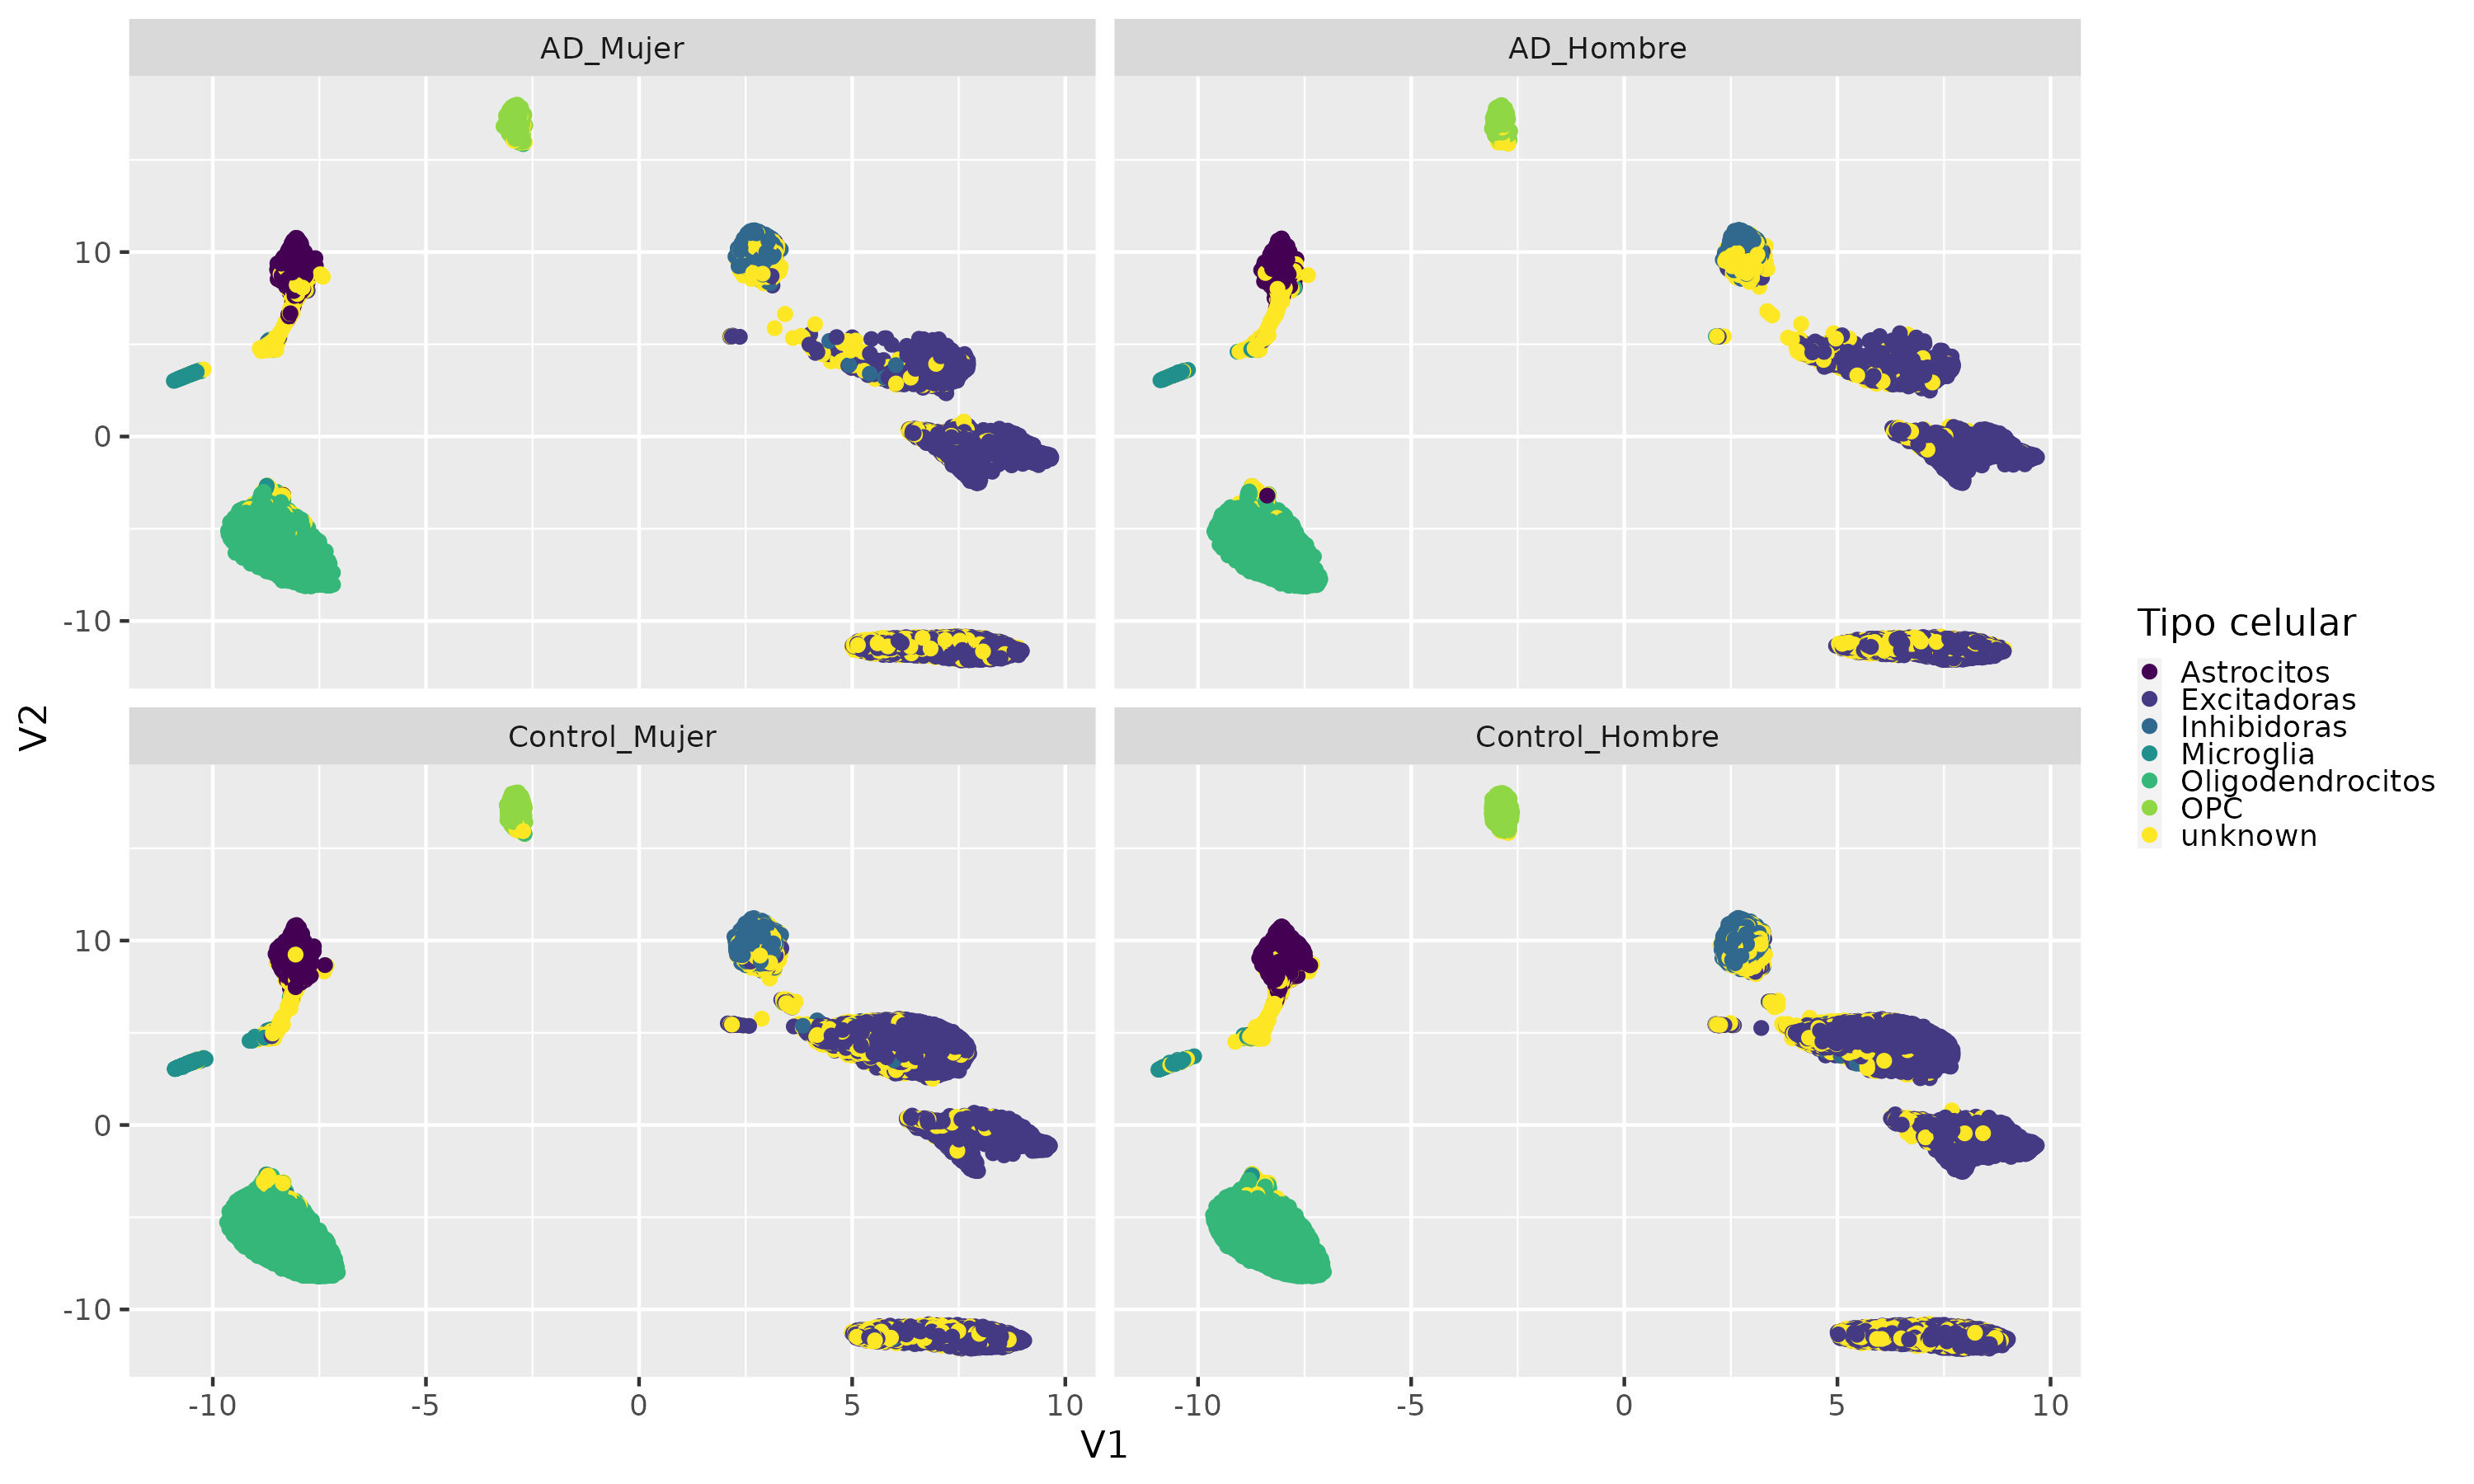 AD_Mujer
AD_Hombre
10
0
-10
Control_Mujer
Control_Hombre
10
0
-10
-10
-5
0
5
10
-10
-5
0
5
10
V1
V2
Tipo celular
Astrocitos
Excitadoras
Inhibidoras
Microglia
Oligodendrocitos
OPC
unknown